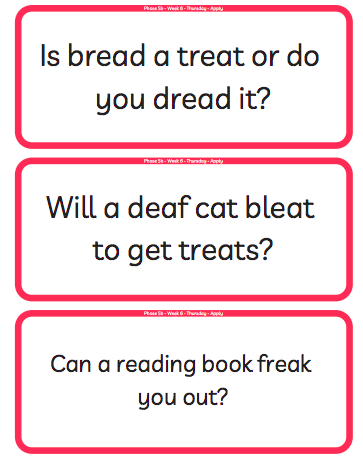 Phase 5b - Week 6 - Thursday - Apply
Is bread a treat or do
you dread it?
Phase 5b - Week 6 - Thursday - Apply
Will a deaf cat bleat
to get treats?
Phase 5b - Week 6 - Thursday - Apply
Can a reading book freak
you out?